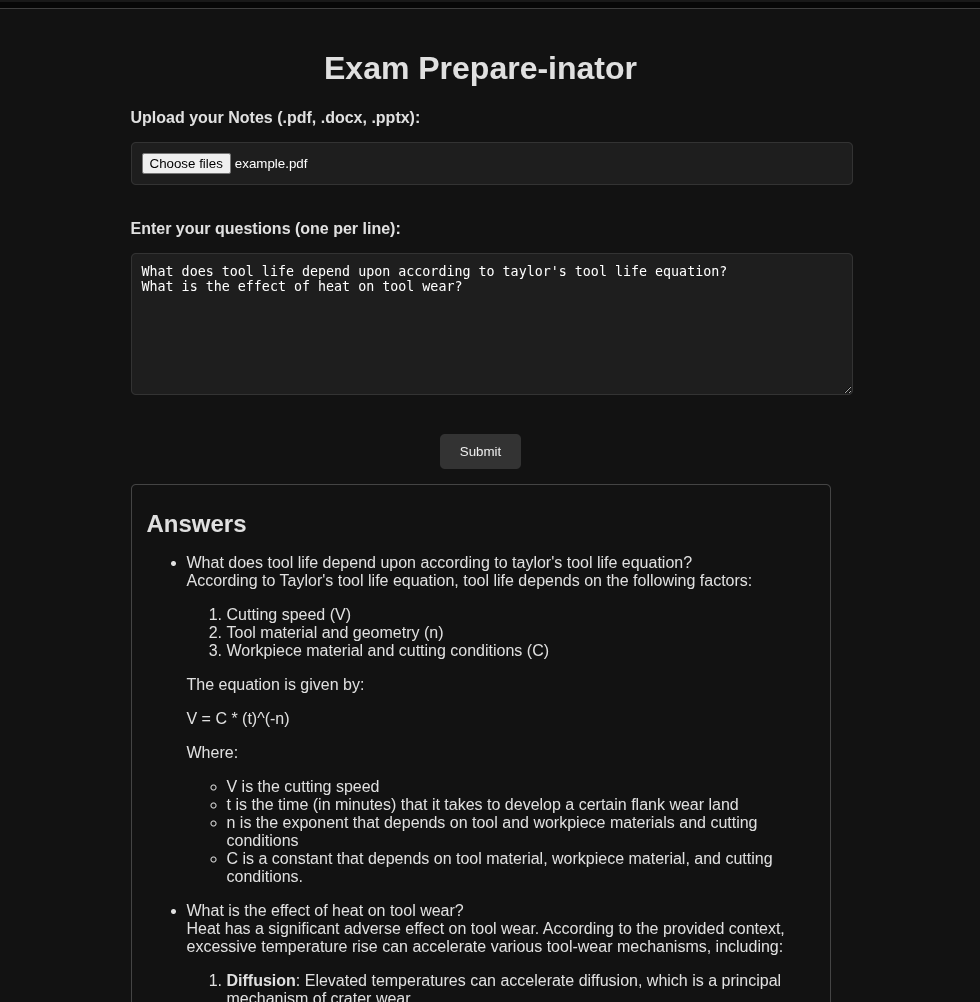 Exam Prepare-inator
Upload your Notes (.pdf, .docx, .pptx):
Choose files example.pdf
Enter your questions (one per line):
What does tool life depend upon according to taylor's tool life equation?
What is the effect of heat on tool wear?
Submit
Answers
• What does tool life depend upon according to taylor's tool life equation?
According to Taylor's tool life equation, tool life depends on the following factors:
1. Cutting speed (V)
2. Tool material and geometry (n)
3. Workpiece material and cutting conditions (C)
The equation is given by:
V = C * (t)^(-n)
Where:
◦ V is the cutting speed
◦ t is the time (in minutes) that it takes to develop a certain flank wear land
◦ n is the exponent that depends on tool and workpiece materials and cutting
conditions
◦ C is a constant that depends on tool material, workpiece material, and cutting
conditions.
• What is the effect of heat on tool wear?
Heat has a significant adverse effect on tool wear. According to the provided context,
excessive temperature rise can accelerate various tool-wear mechanisms, including:
1. Diffusion: Elevated temperatures can accelerate diffusion, which is a principal
mechanism of crater wear